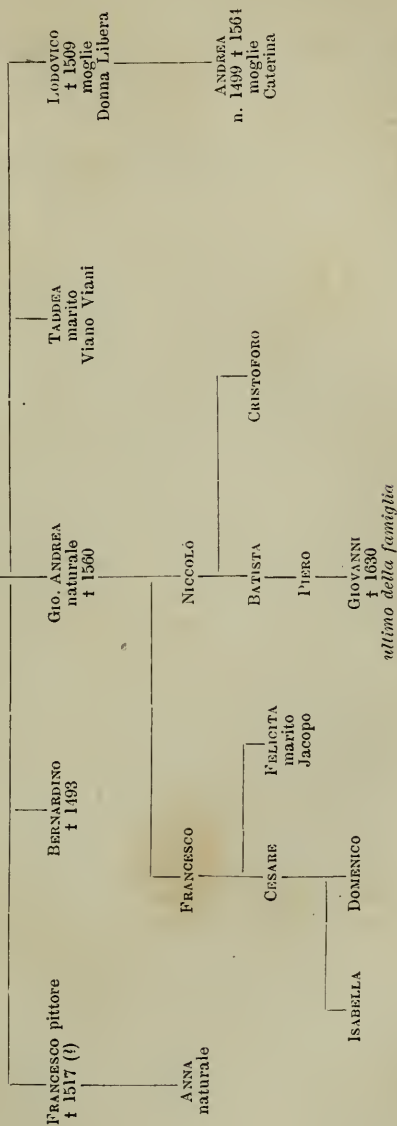 FRANCESCO pittore
† 1517 (?)
BERNARDINO
† 1493
GIO. ANDREA
naturale
† 1560
TADDEA
marito
Viano Viani
LODOVICO
† 1509
moglie
Donna Libera
ANNA
naturale
FRANCESCO
NICCOLÒ
ANDREA
n. 1499 † 1564
moglie
Caterina
CESARE
FELICITA
marito
Jacopo
BATISTA
CRISTOFORO
ISABELLA
DOMENICO
PIERO
GIOVANNI
† 1630
ultimo della famiglia